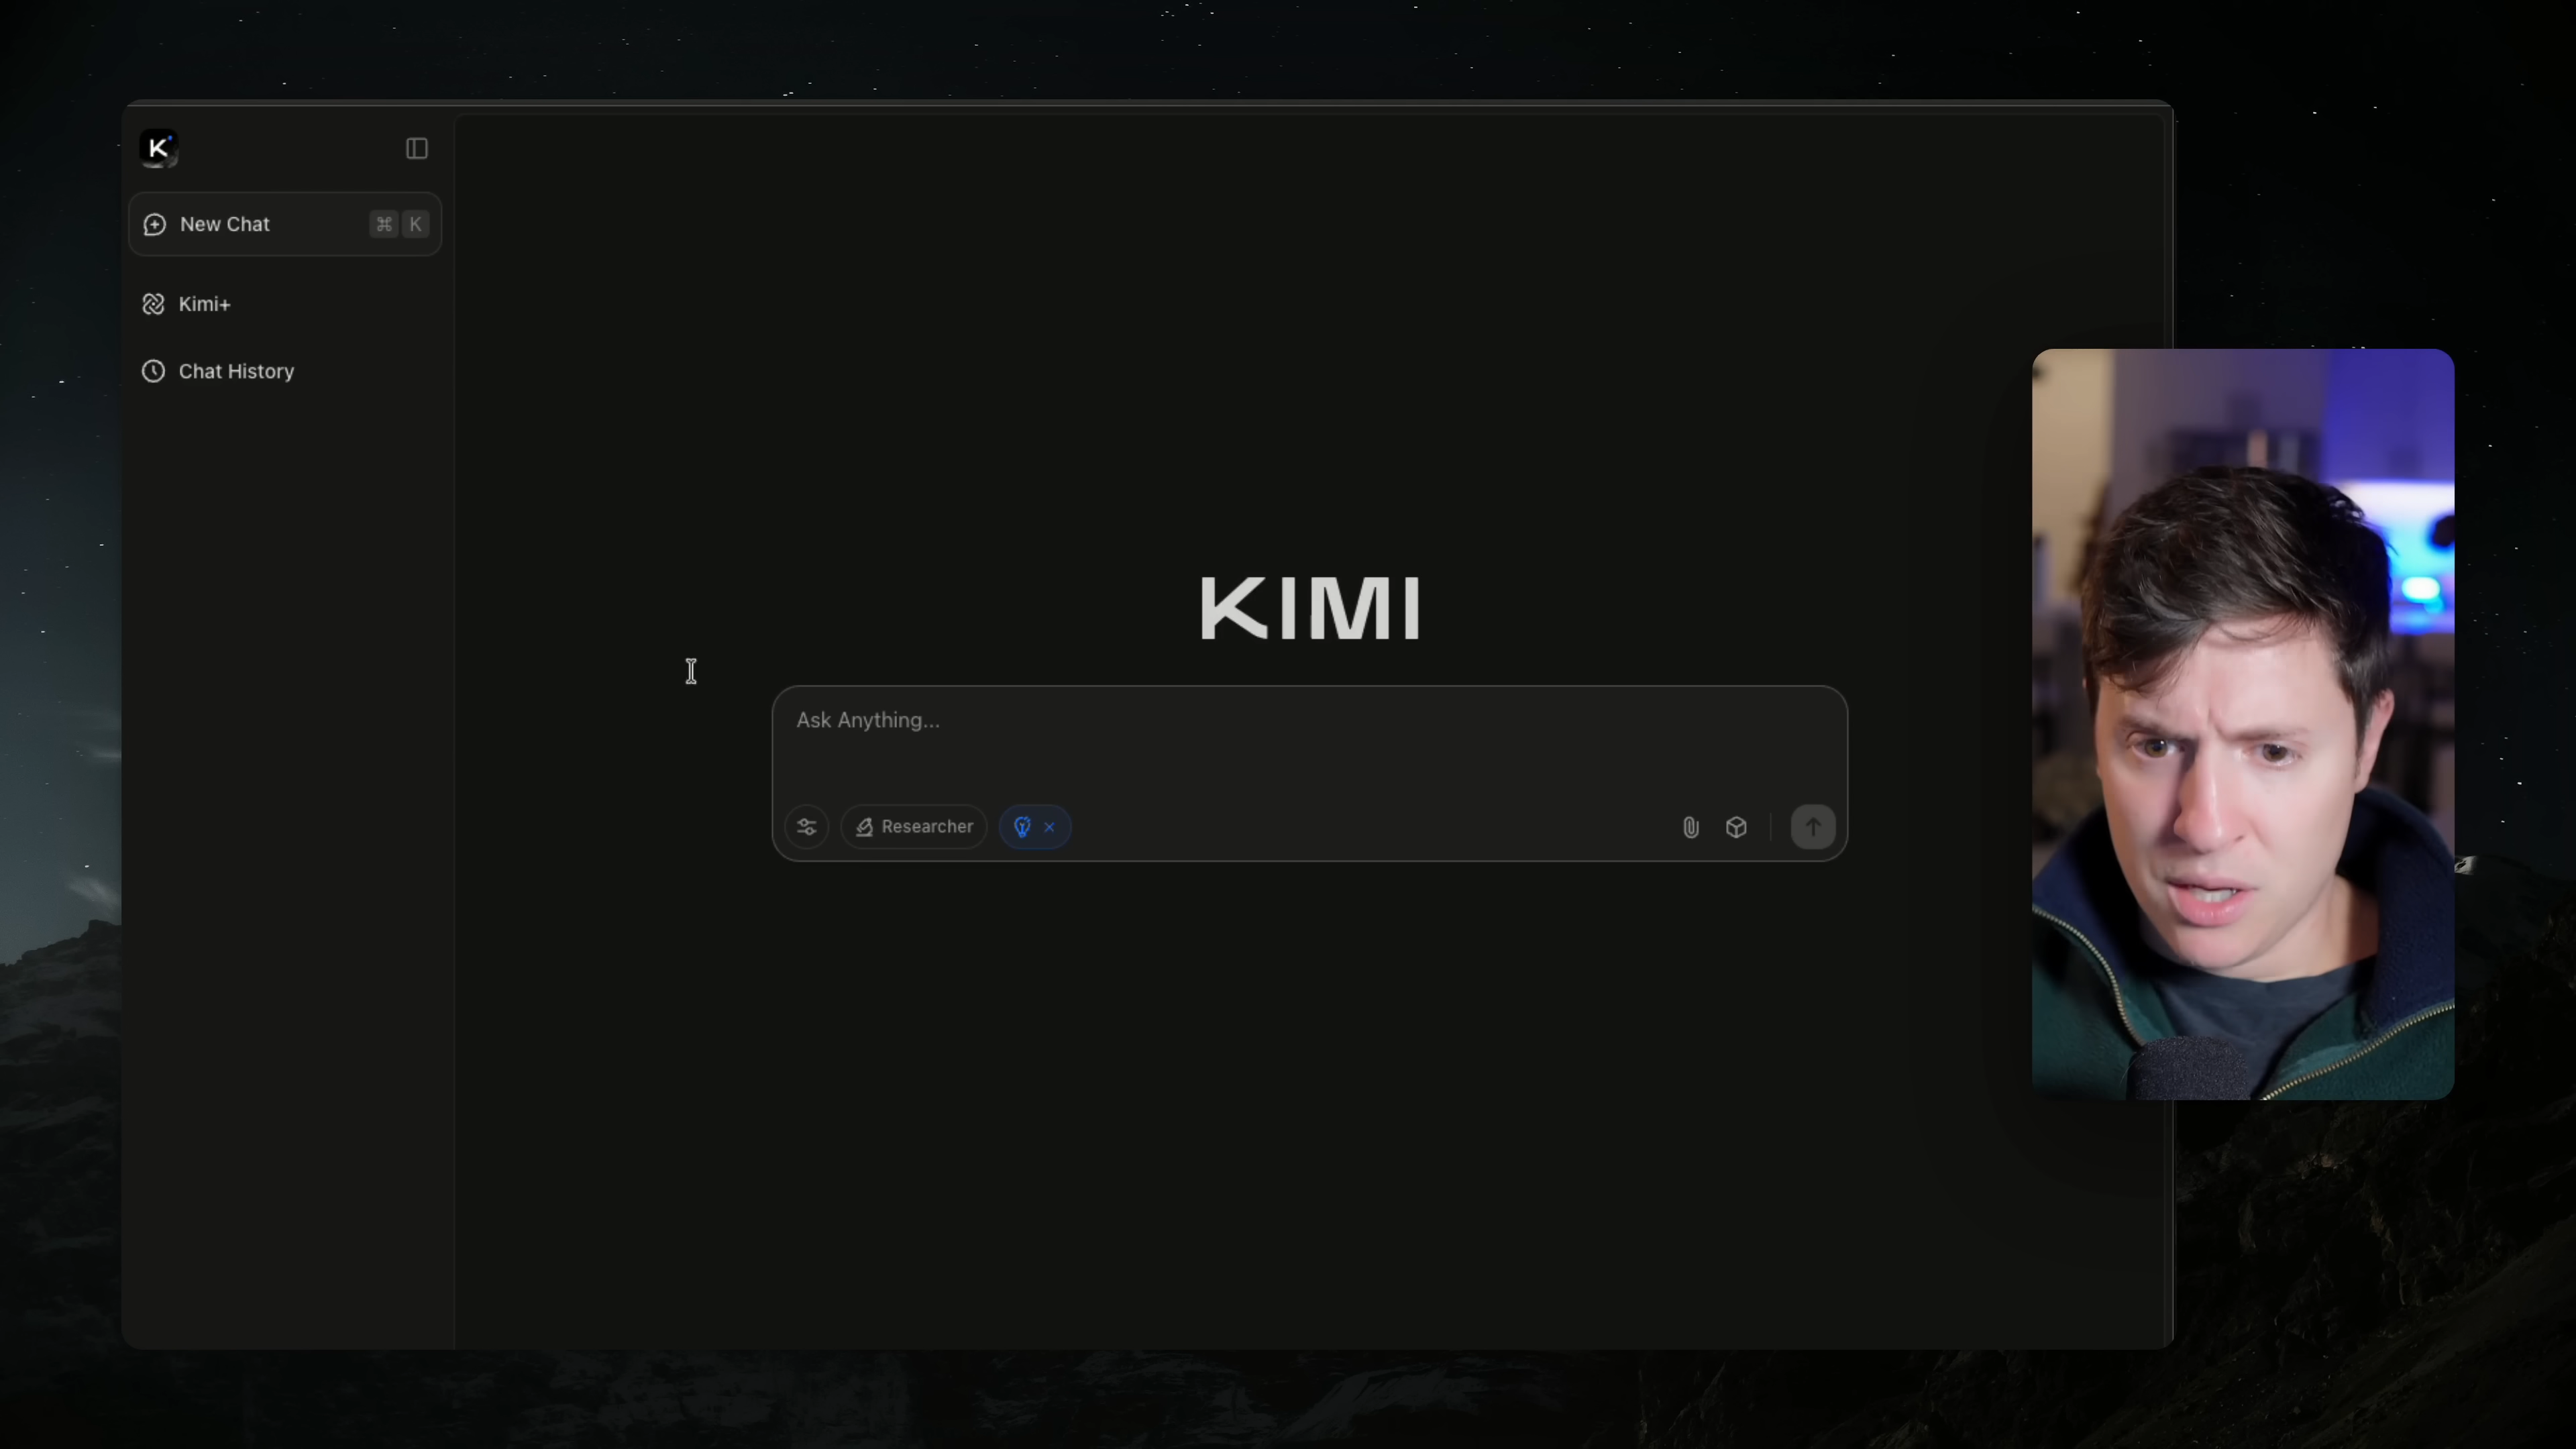 K
New Chat ⌘ K
Kimi+
Chat History
KIMI
Ask Anything...
Researcher